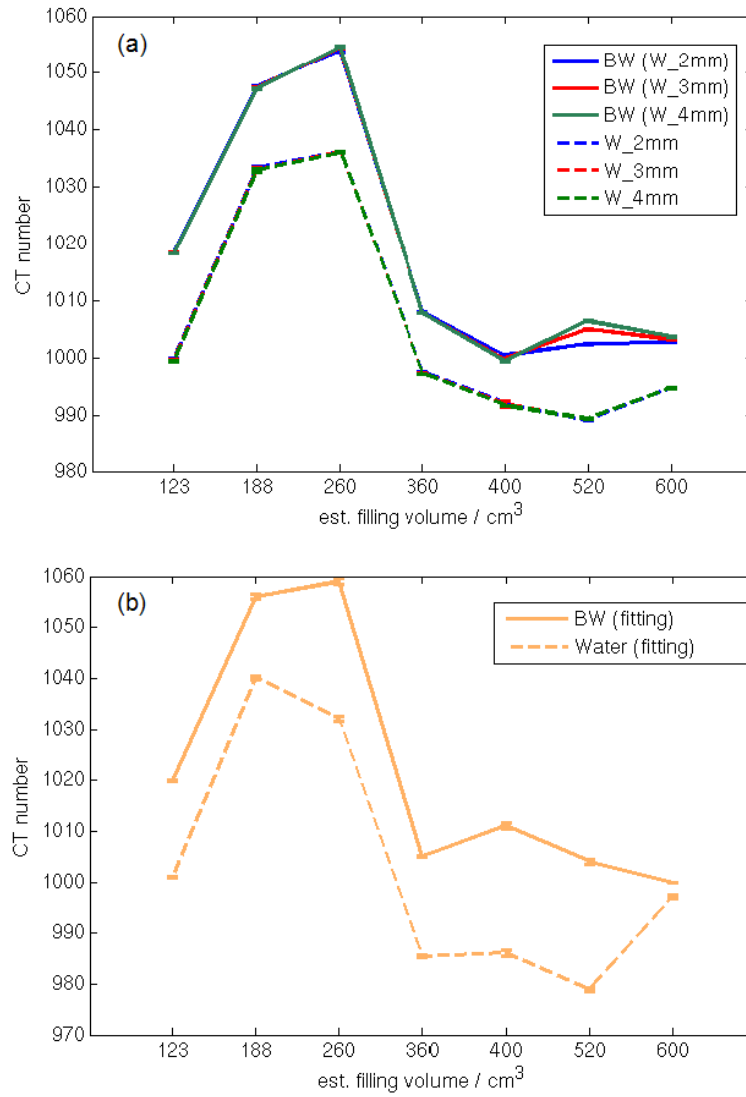 (a)
1060
1050
1040
1030
1020
1010
1000
990
980
CT number
BW (W_2mm)
BW (W_3mm)
BW (W_4mm)
W_2mm
W_3mm
W_4mm
123 188 260 360 400 520 600
est. filling volume / cm³
(b)
1060
1050
1040
1030
1020
1010
1000
990
980
970
CT number
BW (fitting)
Water (fitting)
123 188 260 360 400 520 600
est. filling volume / cm³